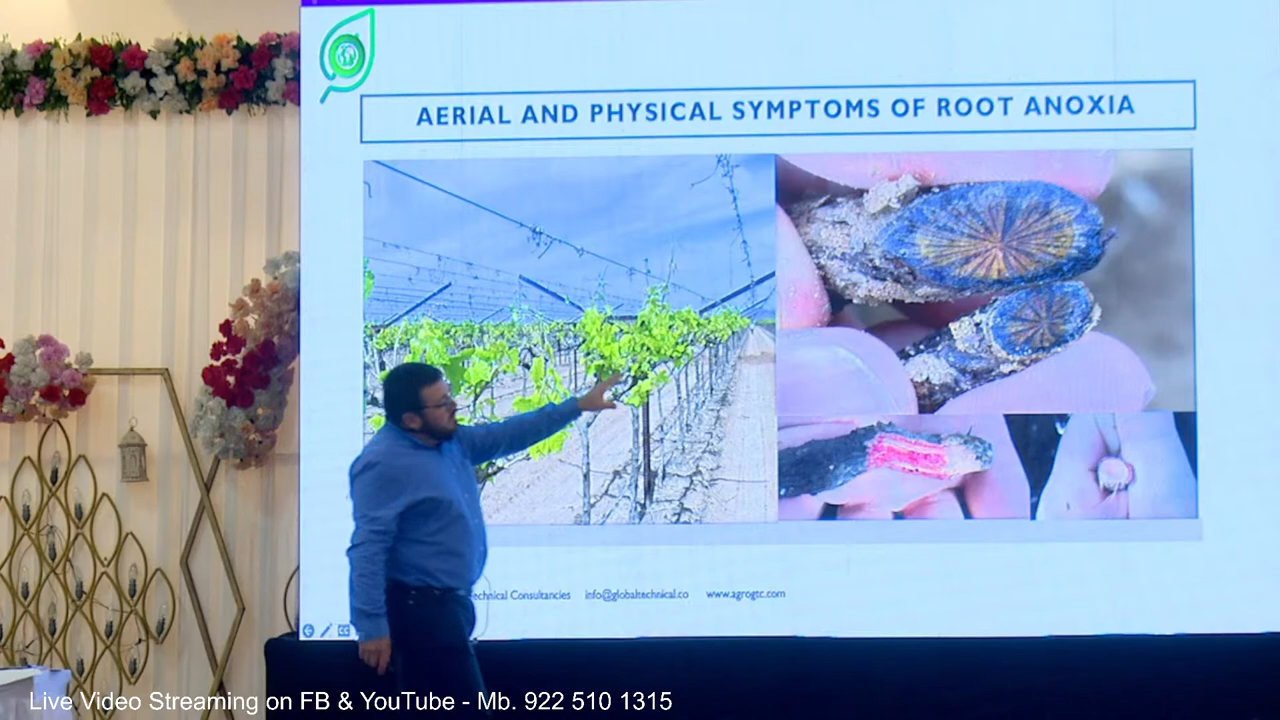 AERIAL AND PHYSICAL SYMPTOMS OF ROOT ANOXIA
Technical Consultancies info@globaltechnical.co www.agrogtc.com
Live Video Streaming on FB & YouTube - Mb. 922 510 1315